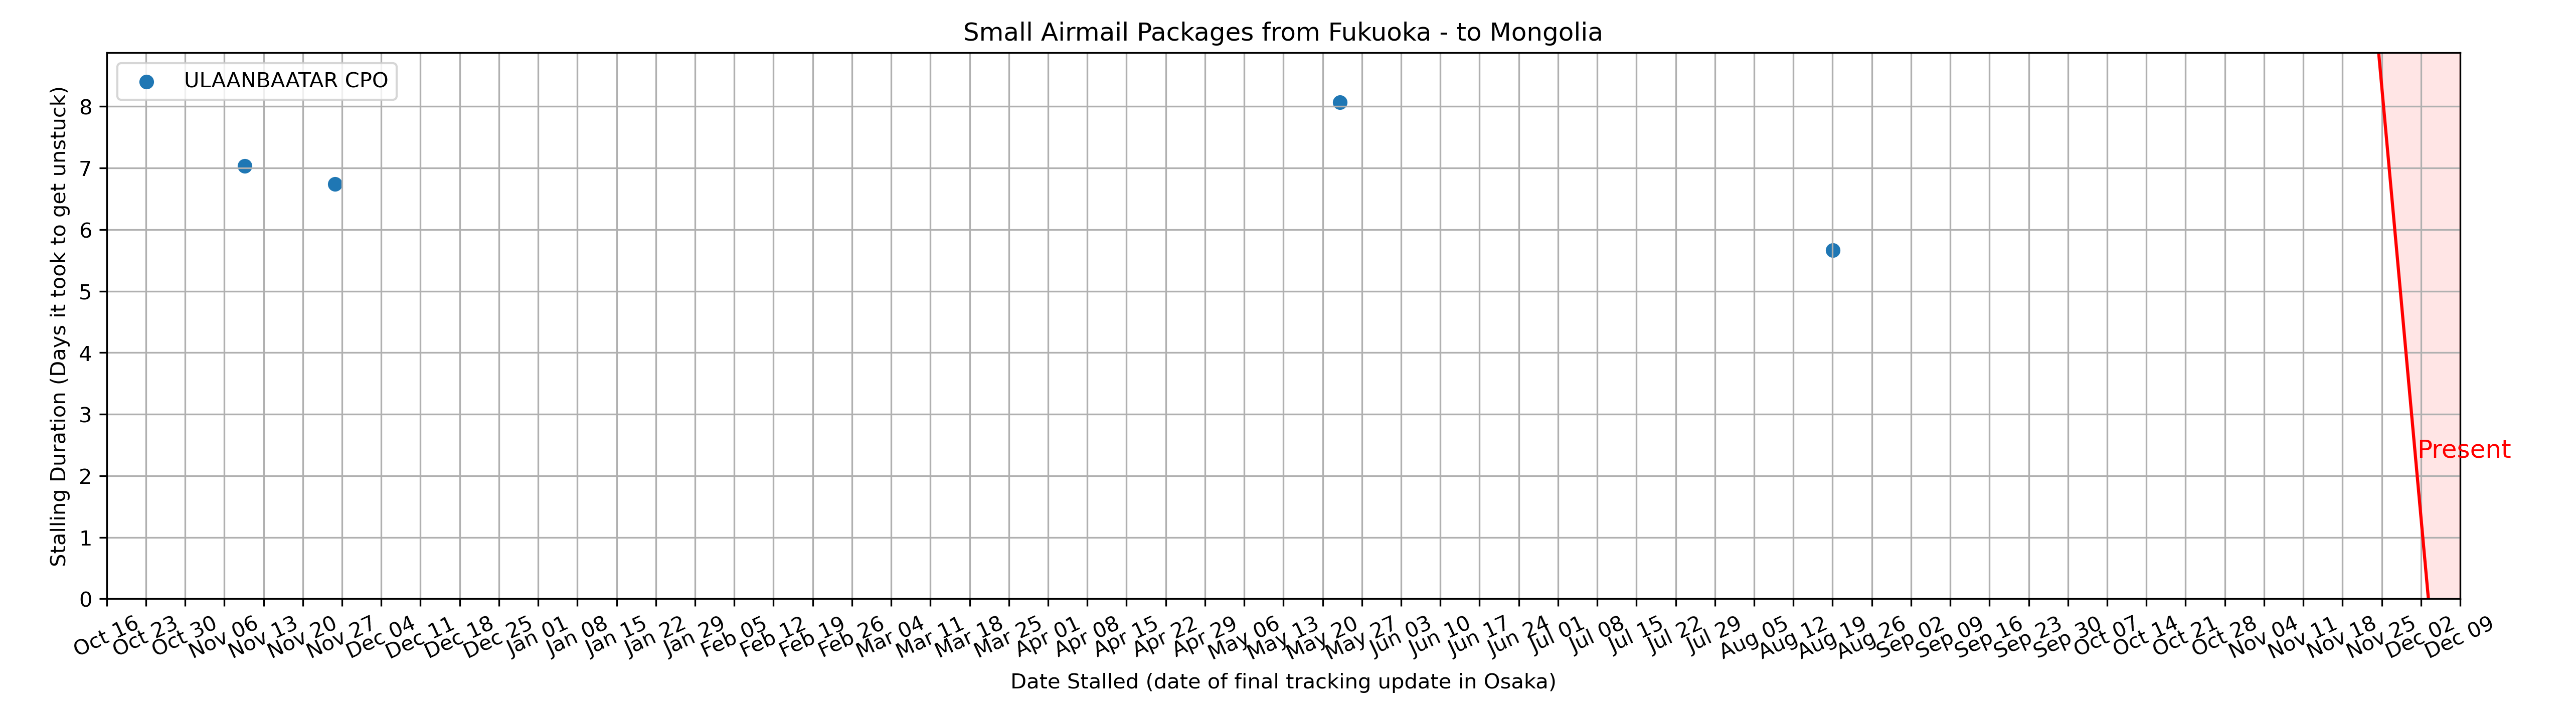 Small Airmail Packages from Fukuoka - to Mongolia
ULAANBAATAR CPO
Stalling Duration (Days it took to get unstuck)
8
7
6
5
4
3
2
1
0
Present
Oct 16
Oct 23
Oct 30
Nov 06
Nov 13
Nov 20
Nov 27
Dec 04
Dec 11
Dec 18
Dec 25
Jan 01
Jan 08
Jan 15
Jan 22
Jan 29
Feb 05
Feb 12
Feb 19
Feb 26
Mar 04
Mar 11
Mar 18
Mar 25
Apr 01
Apr 08
Apr 15
Apr 22
Apr 29
May 06
May 13
May 20
May 27
Jun 03
Jun 10
Jun 17
Jun 24
Jul 01
Jul 08
Jul 15
Jul 22
Jul 29
Aug 05
Aug 12
Aug 19
Aug 26
Sep 02
Sep 09
Sep 16
Sep 23
Sep 30
Oct 07
Oct 14
Oct 21
Oct 28
Nov 04
Nov 11
Nov 18
Nov 25
Dec 02
Dec 09
Date Stalled (date of final tracking update in Osaka)